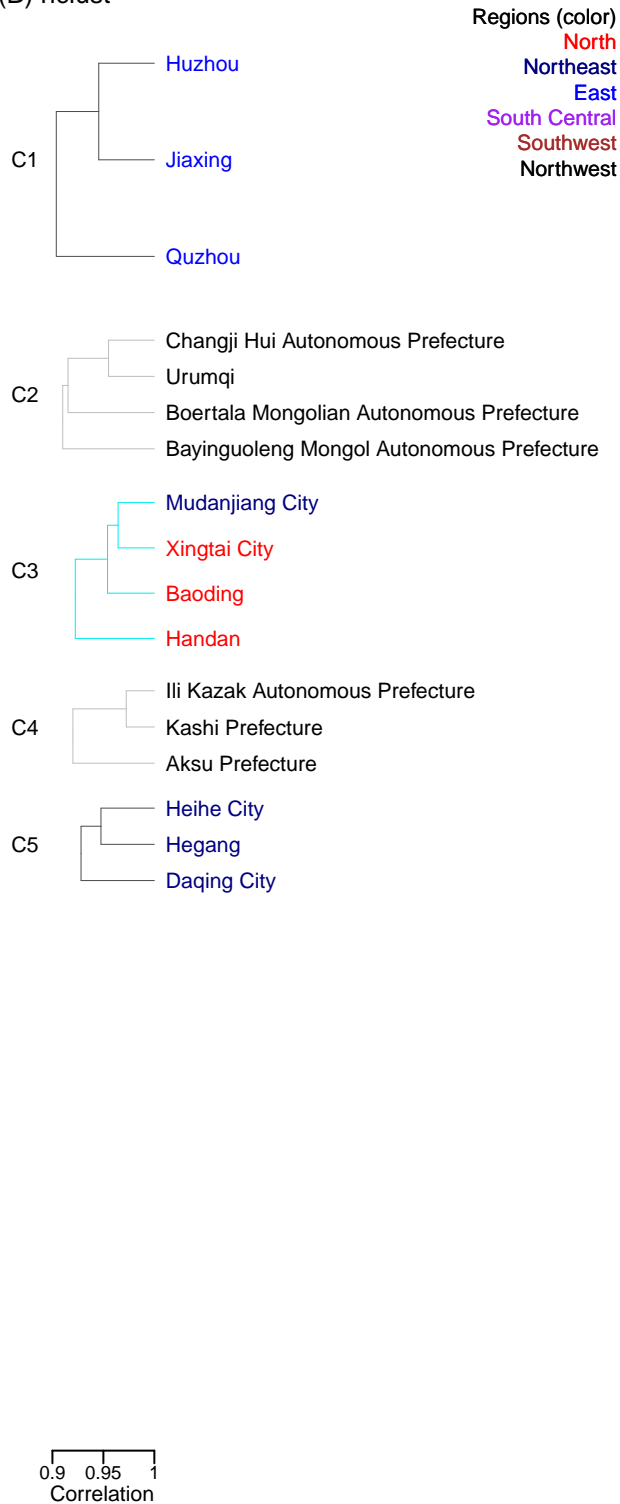 Regions (color)
North
Northeast
East
South Central
Southwest
Northwest
C1
Huzhou
Jiaxing
Quzhou
C2
Changji Hui Autonomous Prefecture
Urumqi
Boertala Mongolian Autonomous Prefecture
Bayinguoleng Mongol Autonomous Prefecture
C3
Mudanjiang City
Xingtai City
Baoding
Handan
C4
Ili Kazak Autonomous Prefecture
Kashi Prefecture
Aksu Prefecture
C5
Heihe City
Hegang
Daqing City
0.9 0.95 1
Correlation